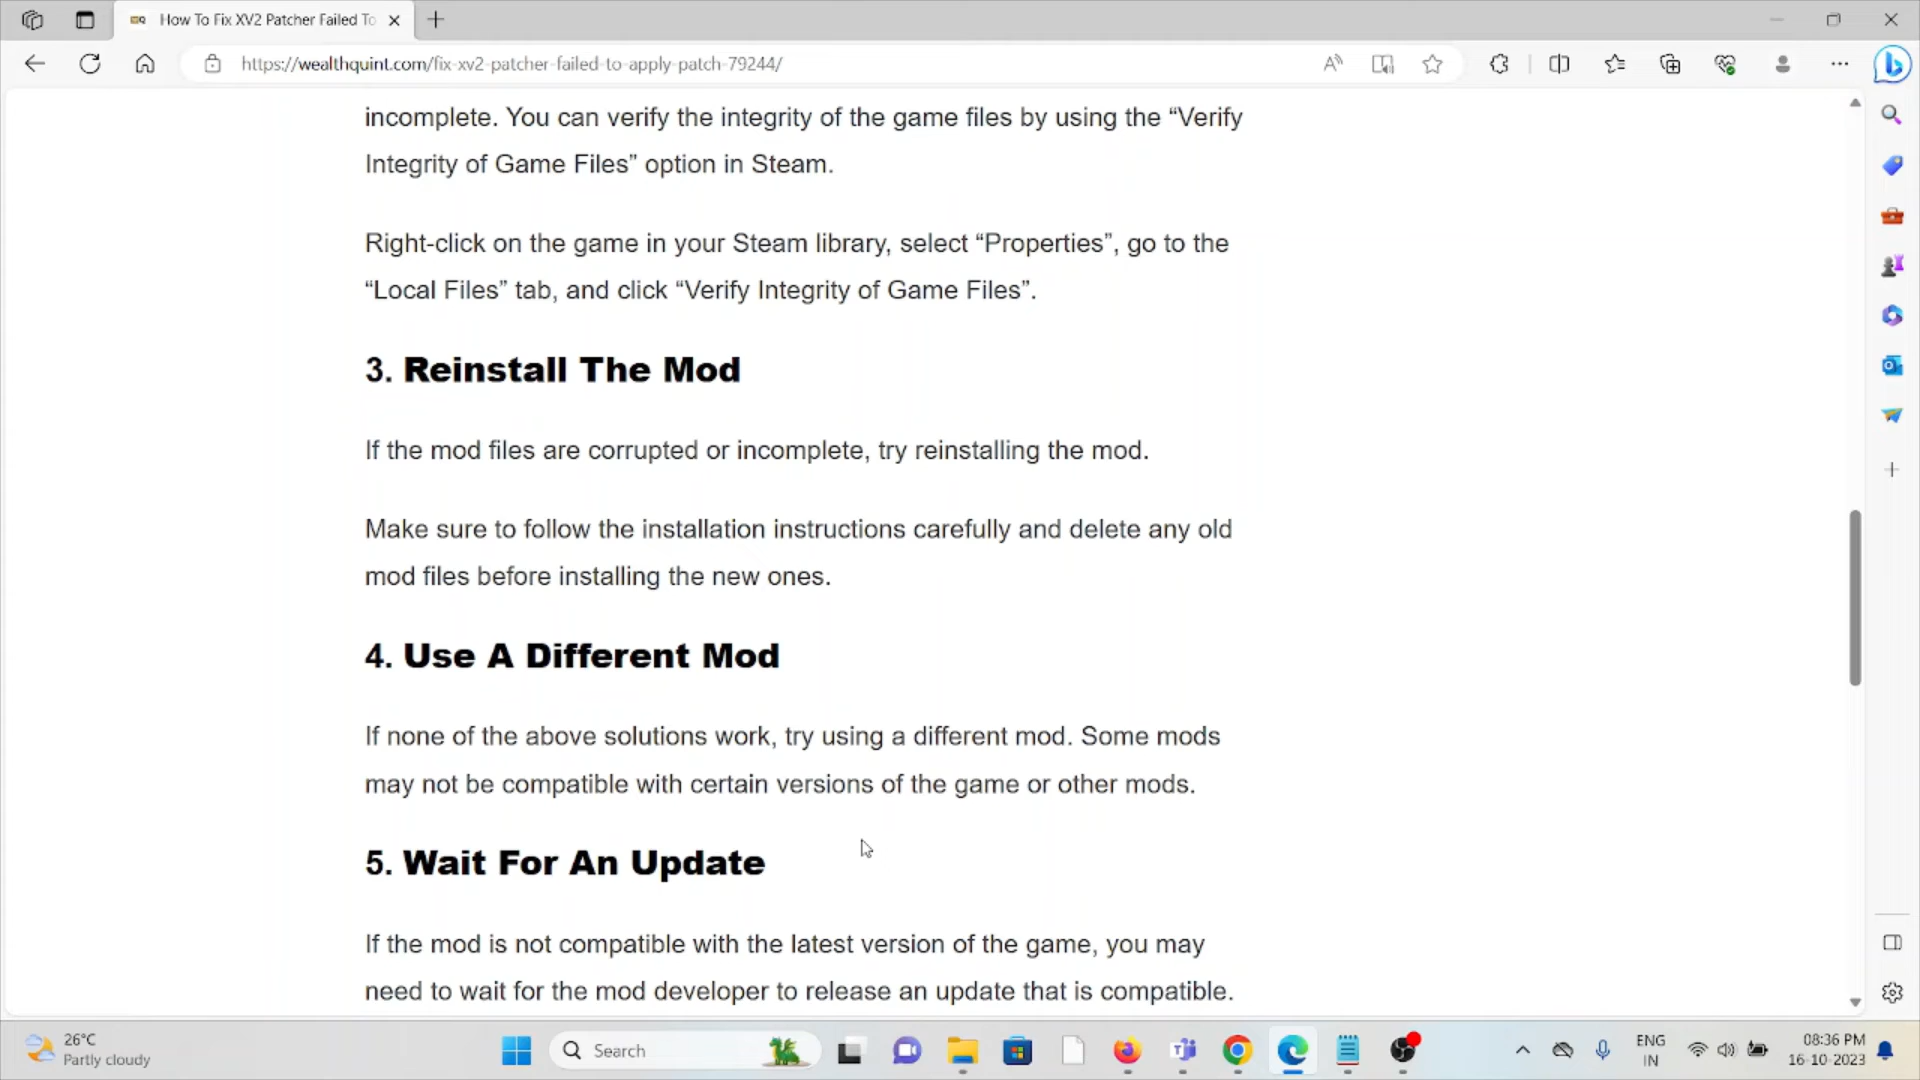 How To Fix XV2 Patcher Failed To
https://wealthquint.com/fix-xv2-patcher-failed-to-apply-patch-79244/
incomplete. You can verify the integrity of the game files by using the “Verify
Integrity of Game Files” option in Steam.
Right-click on the game in your Steam library, select “Properties”, go to the
“Local Files” tab, and click “Verify Integrity of Game Files”.
3. Reinstall The Mod
If the mod files are corrupted or incomplete, try reinstalling the mod.
Make sure to follow the installation instructions carefully and delete any old
mod files before installing the new ones.
4. Use A Different Mod
If none of the above solutions work, try using a different mod. Some mods
may not be compatible with certain versions of the game or other mods.
5. Wait For An Update
If the mod is not compatible with the latest version of the game, you may
need to wait for the mod developer to release an update that is compatible.
26°C
Partly cloudy
Search
ENG
IN
08:36 PM
16-10-2023